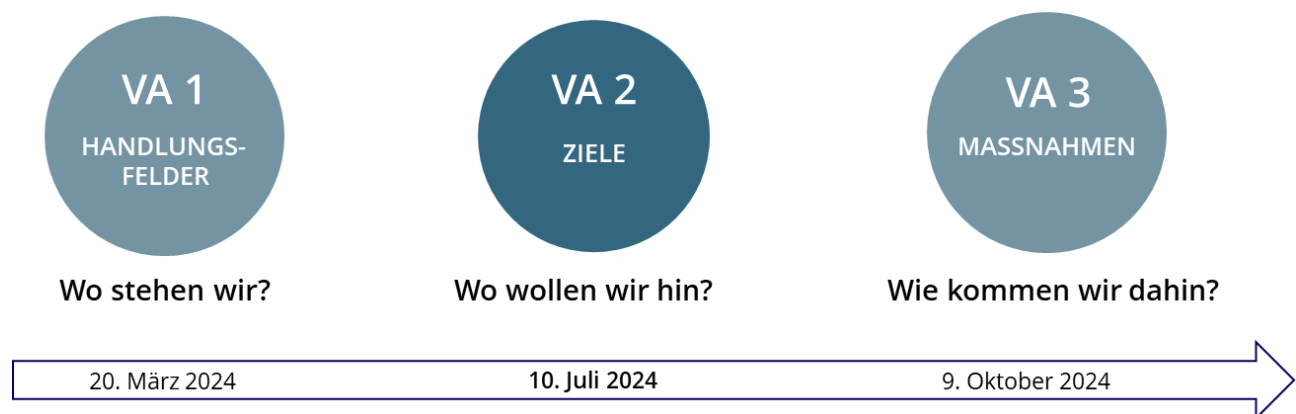 VA 1
HANDLUNGS-
FELDER
Wo stehen wir?
VA 2
ZIELE
Wo wollen wir hin?
VA 3
MASSNAHMEN
Wie kommen wir dahin?
20. März 2024
10. Juli 2024
9. Oktober 2024